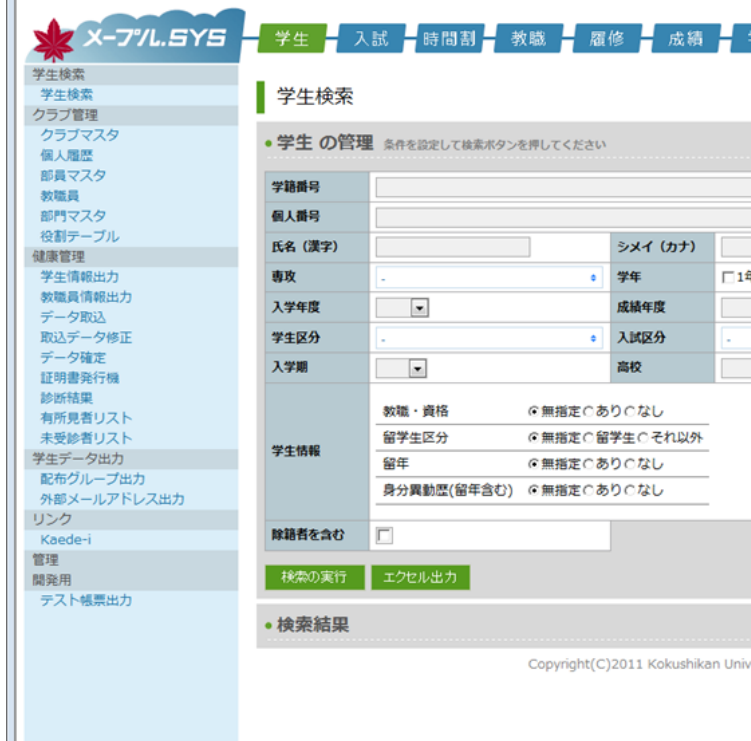 メープル.SYS
学生 入試 時間割 教職 履修 成績
学生検索
学生検索
クラブ管理
クラブマスタ
個人履歴
部員マスタ
教職員
部門マスタ
役割テーブル
健康管理
学生情報出力
教職員情報出力
データ取込
取込データ修正
データ確定
証明書発行機
診断結果
有所見者リスト
未受診者リスト
学生データ出力
配布グループ出力
外部メールアドレス出力
リンク
Kaede-i
管理
開発用
テスト帳票出力
学生検索
学生 の管理 条件を設定して検索ボタンを押してください
学籍番号
個人番号
氏名（漢字） シメイ（カナ）
専攻 - 学年 1年
入学年度 成績年度
学生区分 - 入試区分 -
入学期 高校
学生情報
教職・資格 無指定 あり なし
留学生区分 無指定 留学生 それ以外
留年 無指定 あり なし
身分異動歴(留年含む) 無指定 あり なし
除籍者を含む
検索の実行 エクセル出力
検索結果
Copyright(C)2011 Kokushikan Univ